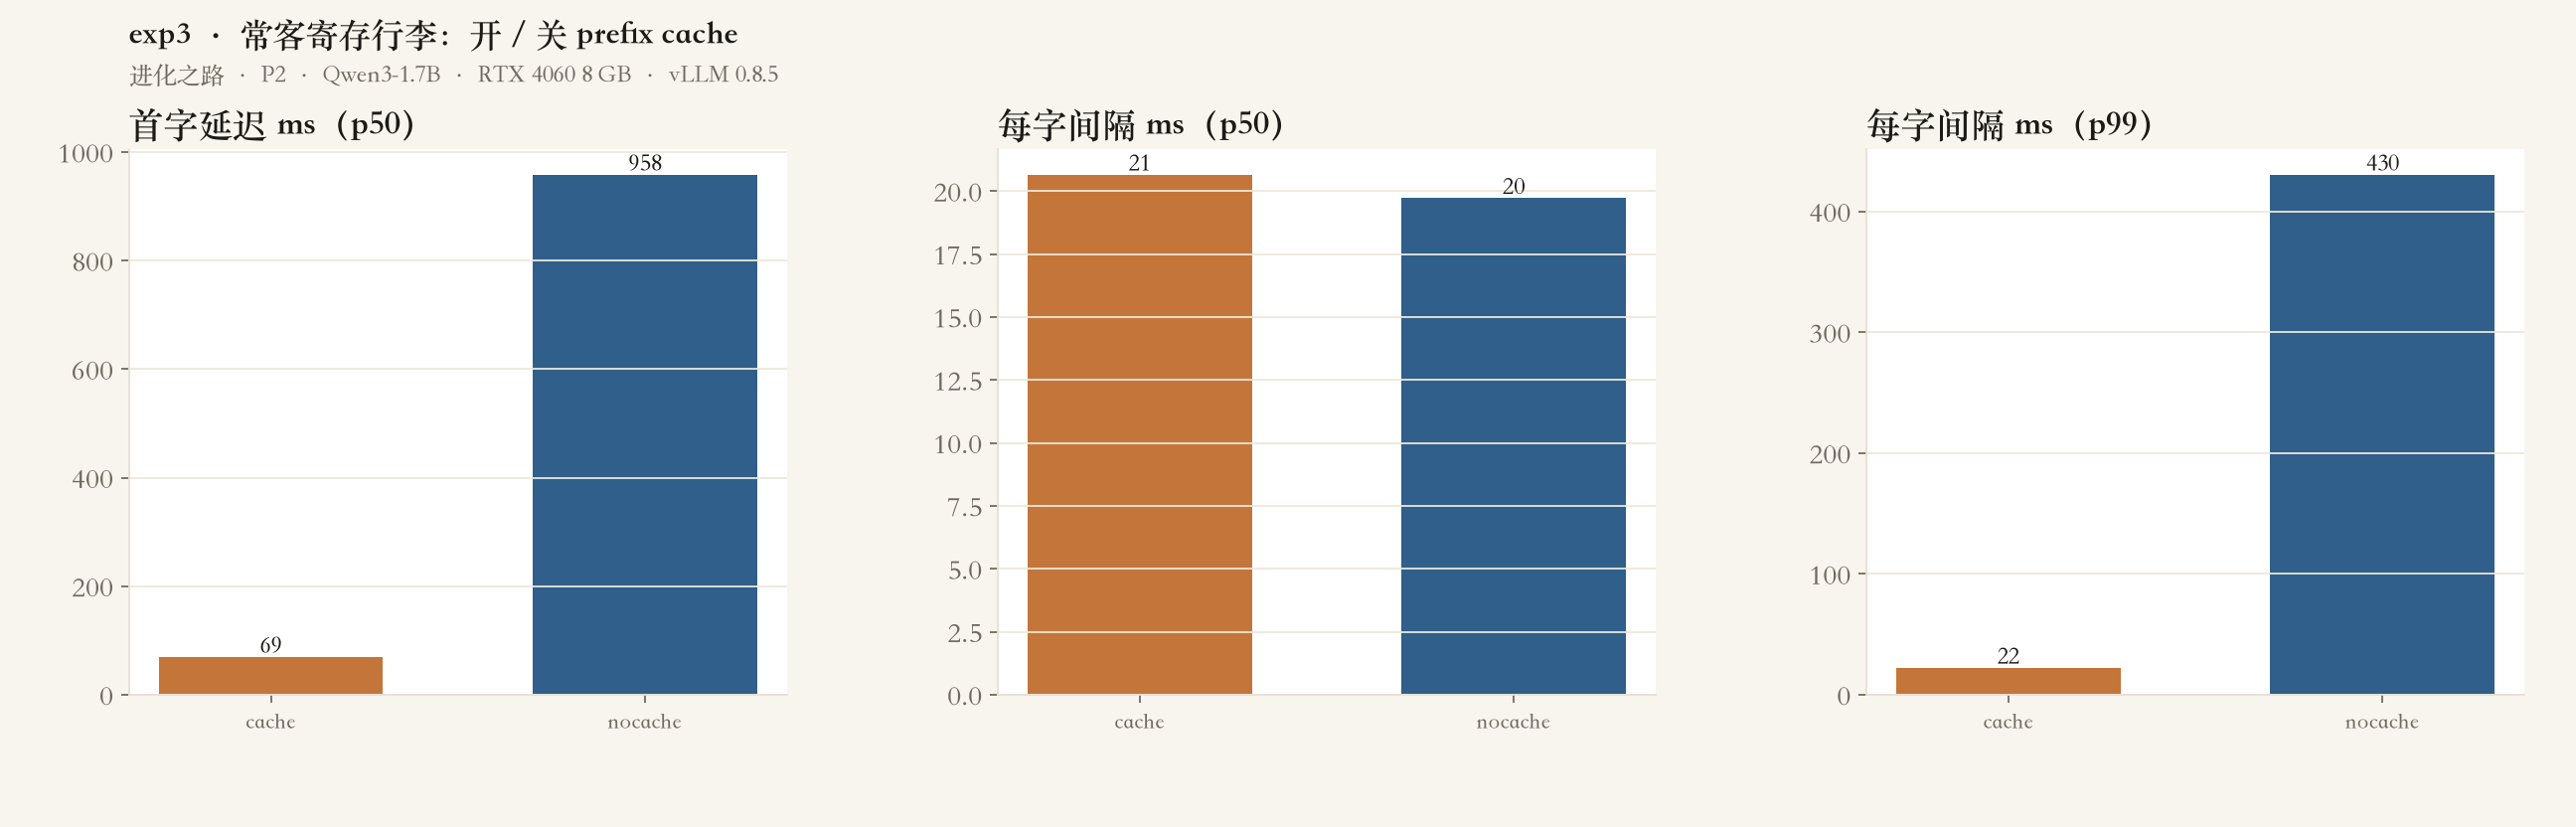 exp3 · 常客寄存行李：开 / 关 prefix cache
进化之路 · P2 · Qwen3-1.7B · RTX 4060 8 GB · vLLM 0.8.5
首字延迟 ms（p50）
1000
800
600
400
200
0
69
958
cache
nocache
每字间隔 ms（p50）
20.0
17.5
15.0
12.5
10.0
7.5
5.0
2.5
0.0
21
20
cache
nocache
每字间隔 ms（p99）
400
300
200
100
0
22
430
cache
nocache